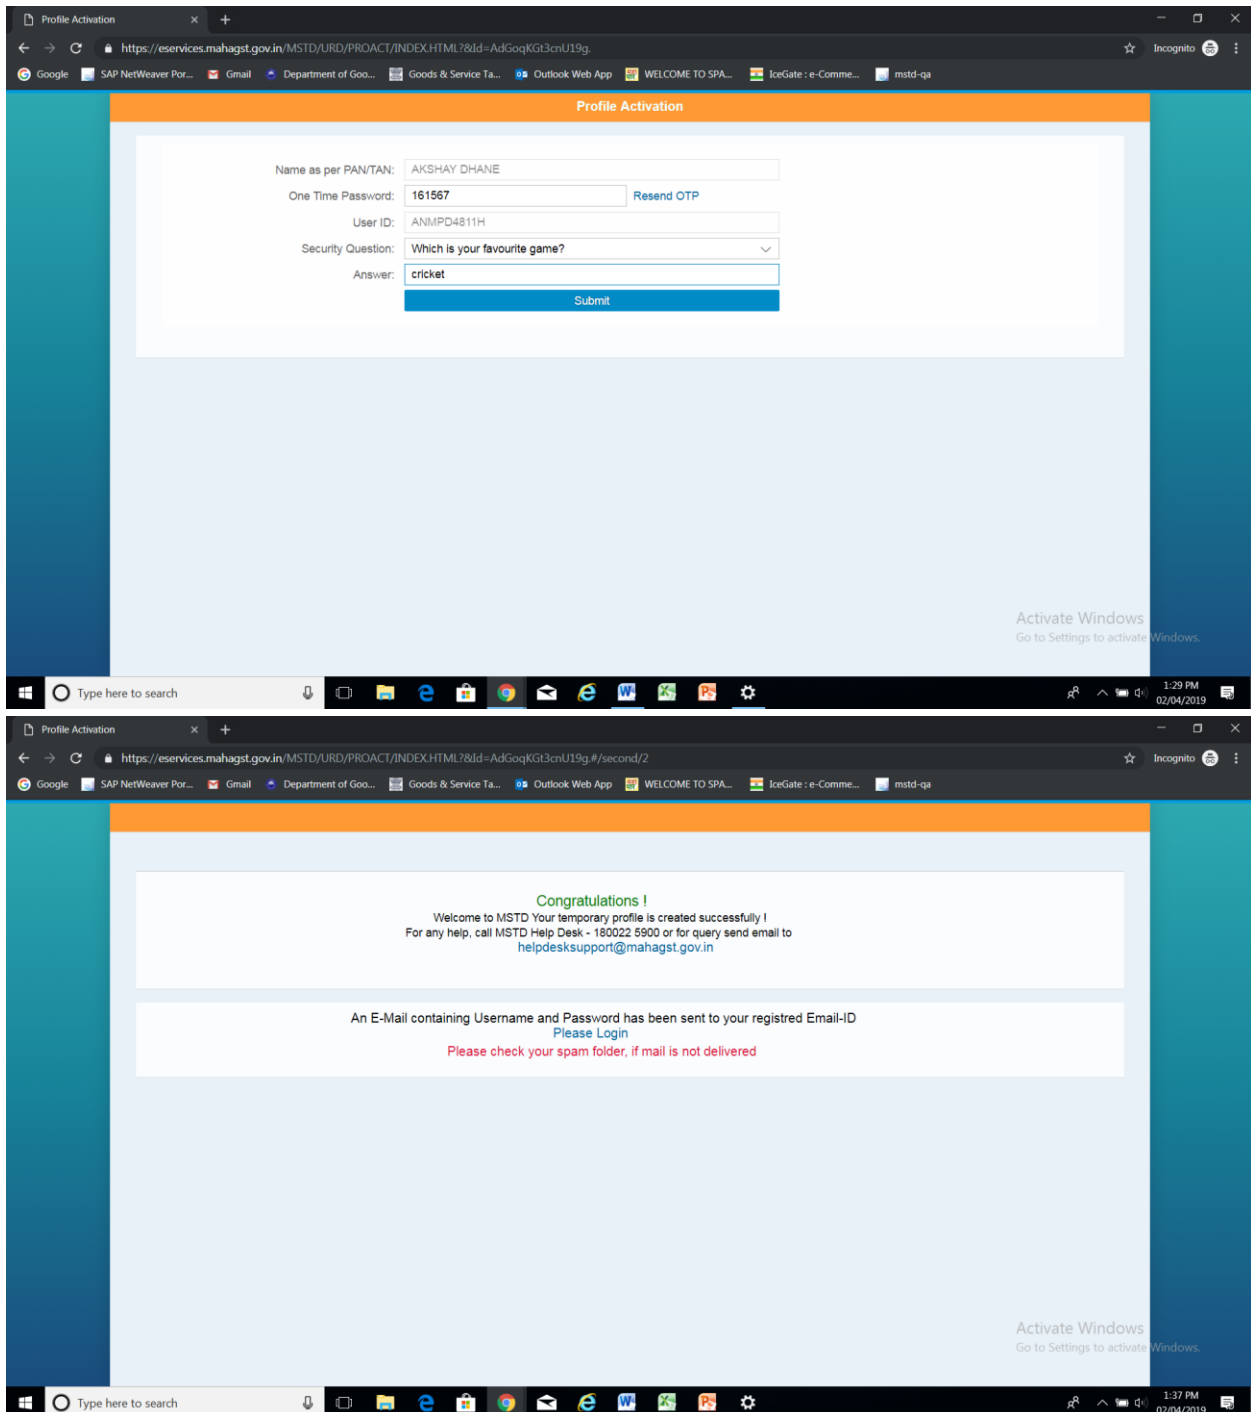 Profile Activation
https://eservices.mahagst.gov.in/MSTD/URD/PROACT/INDEX.HTML?&Id=AdGoqKGt3cnU19g.
Incognito
Google SAP NetWeaver Por... Gmail Department of Goo... Goods & Service Ta... Outlook Web App WELCOME TO SPA... IceGate : e-Comme... mstd-qa
Profile Activation
Name as per PAN/TAN: AKSHAY DHANE
One Time Password: 161567 Resend OTP
User ID: ANMPD4811H
Security Question: Which is your favourite game?
Answer: cricket
Submit
Activate Windows
Go to Settings to activate Windows.
Type here to search
1:29 PM
02/04/2019
Profile Activation
https://eservices.mahagst.gov.in/MSTD/URD/PROACT/INDEX.HTML?&Id=AdGoqKGt3cnU19g.#/second/2
Incognito
Google SAP NetWeaver Por... Gmail Department of Goo... Goods & Service Ta... Outlook Web App WELCOME TO SPA... IceGate : e-Comme... mstd-qa
Congratulations !
Welcome to MSTD Your temporary profile is created successfully !
For any help, call MSTD Help Desk - 180022 5900 or for query send email to
helpdesksupport@mahagst.gov.in
An E-Mail containing Username and Password has been sent to your registred Email-ID
Please Login
Please check your spam folder, if mail is not delivered
Activate Windows
Go to Settings to activate Windows.
Type here to search
1:37 PM
02/04/2019